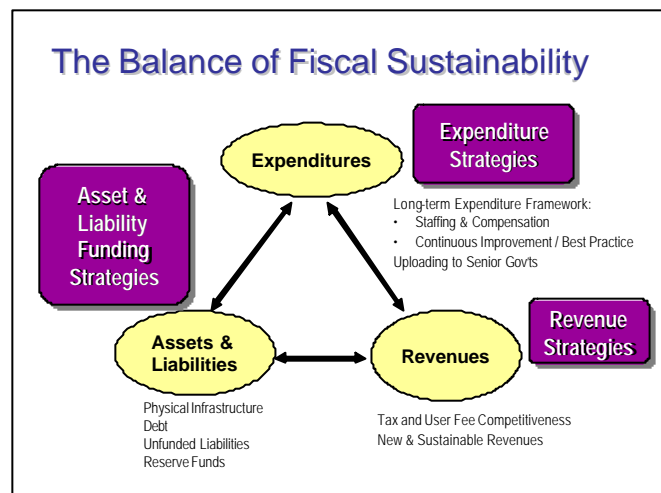 The Balance of Fiscal Sustainability
Expenditures
Expenditure
Strategies
Asset &
Liability
Funding
Strategies
Long-term Expenditure Framework:
• Staffing & Compensation
• Continuous Improvement / Best Practice
Uploading to Senior Gov'ts
Assets &
Liabilities
Revenues
Revenue
Strategies
Physical Infrastructure
Debt
Unfunded Liabilities
Reserve Funds
Tax and User Fee Competitiveness
New & Sustainable Revenues